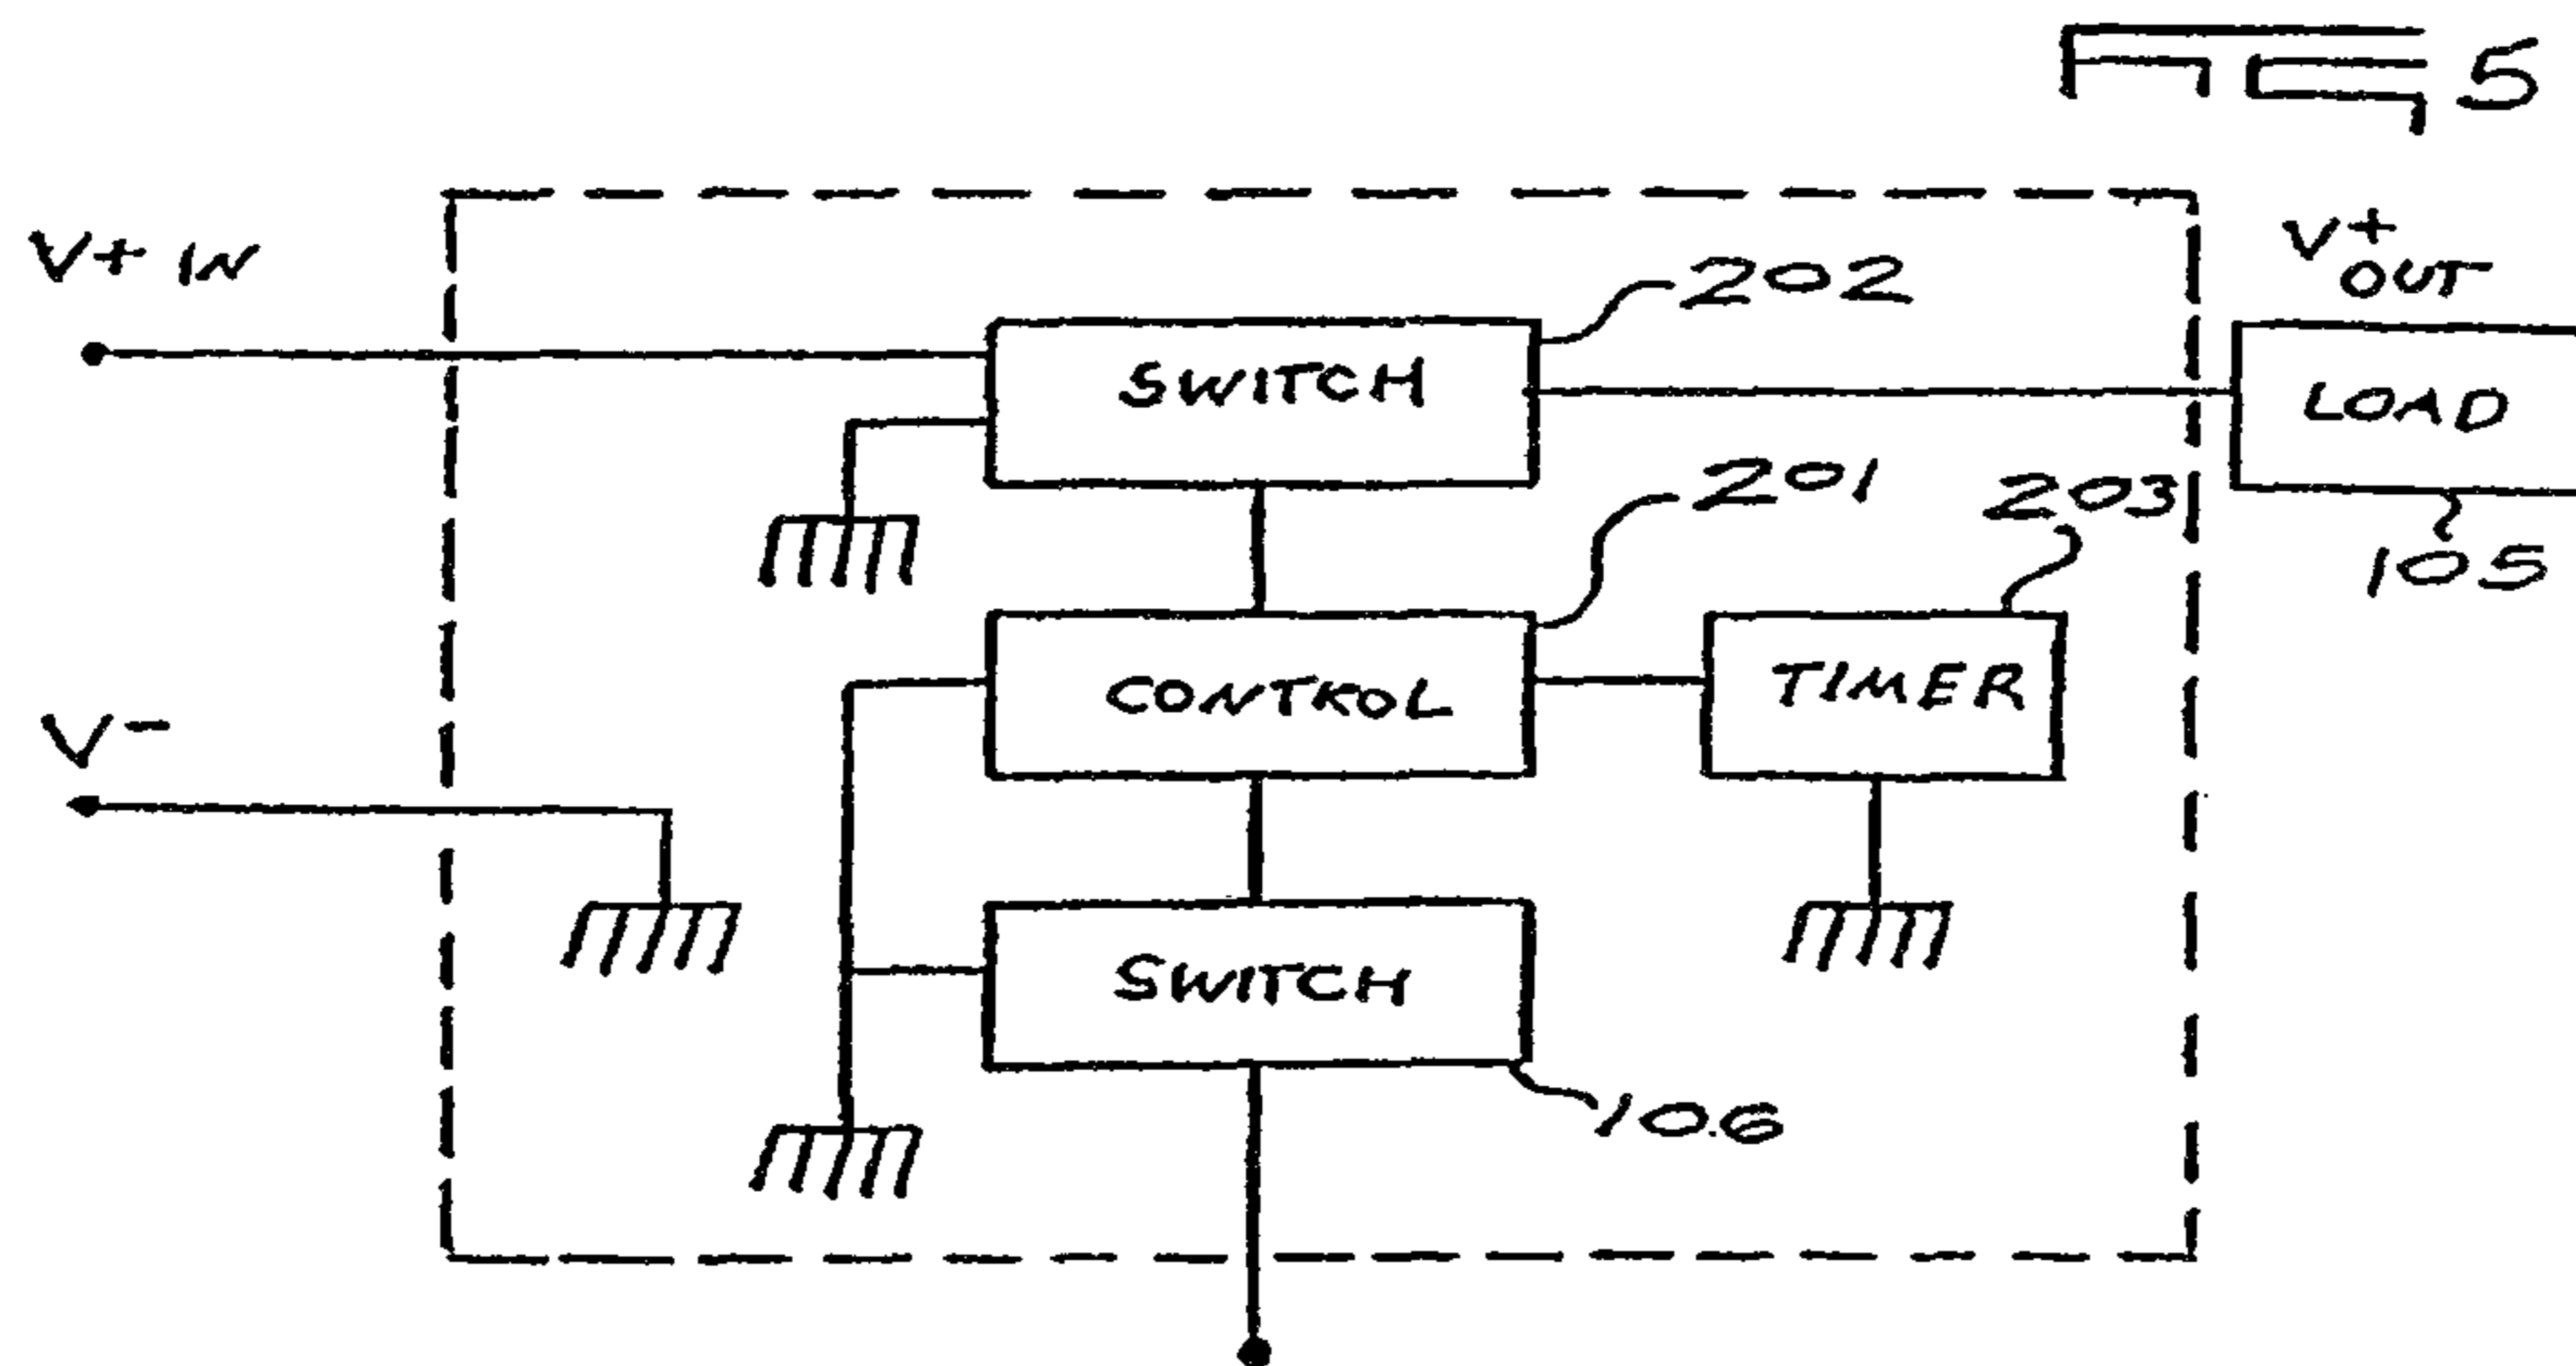 FIG 5
V+ IN
V+
OUT
202
SWITCH
LOAD
201
203
105
CONTROL
TIMER
V-
SWITCH
106